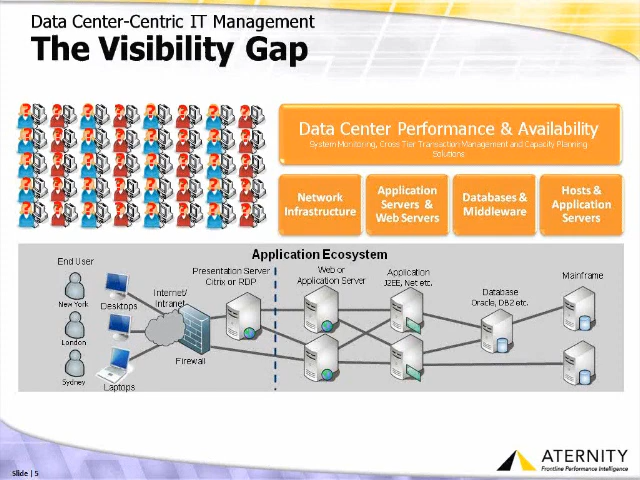 Data Center-Centric IT Management
The Visibility Gap
Data Center Performance & Availability
System Monitoring, Cross Tier Transaction Management and Capacity Planning
Solutions
Network
Infrastructure
Application
Servers &
Web Servers
Databases &
Middleware
Hosts &
Application
Servers
Application Ecosystem
End User
New York
London
Sydney
Desktops
Laptops
Internet/
Intranet
Firewall
Presentation Server
Citrix or RDP
Web or
Application Server
Application
J2EE, Net etc.
Database
Oracle, DB2 etc.
Mainframe
Slide | 5
ATERNITY
Frontline Performance Intelligence